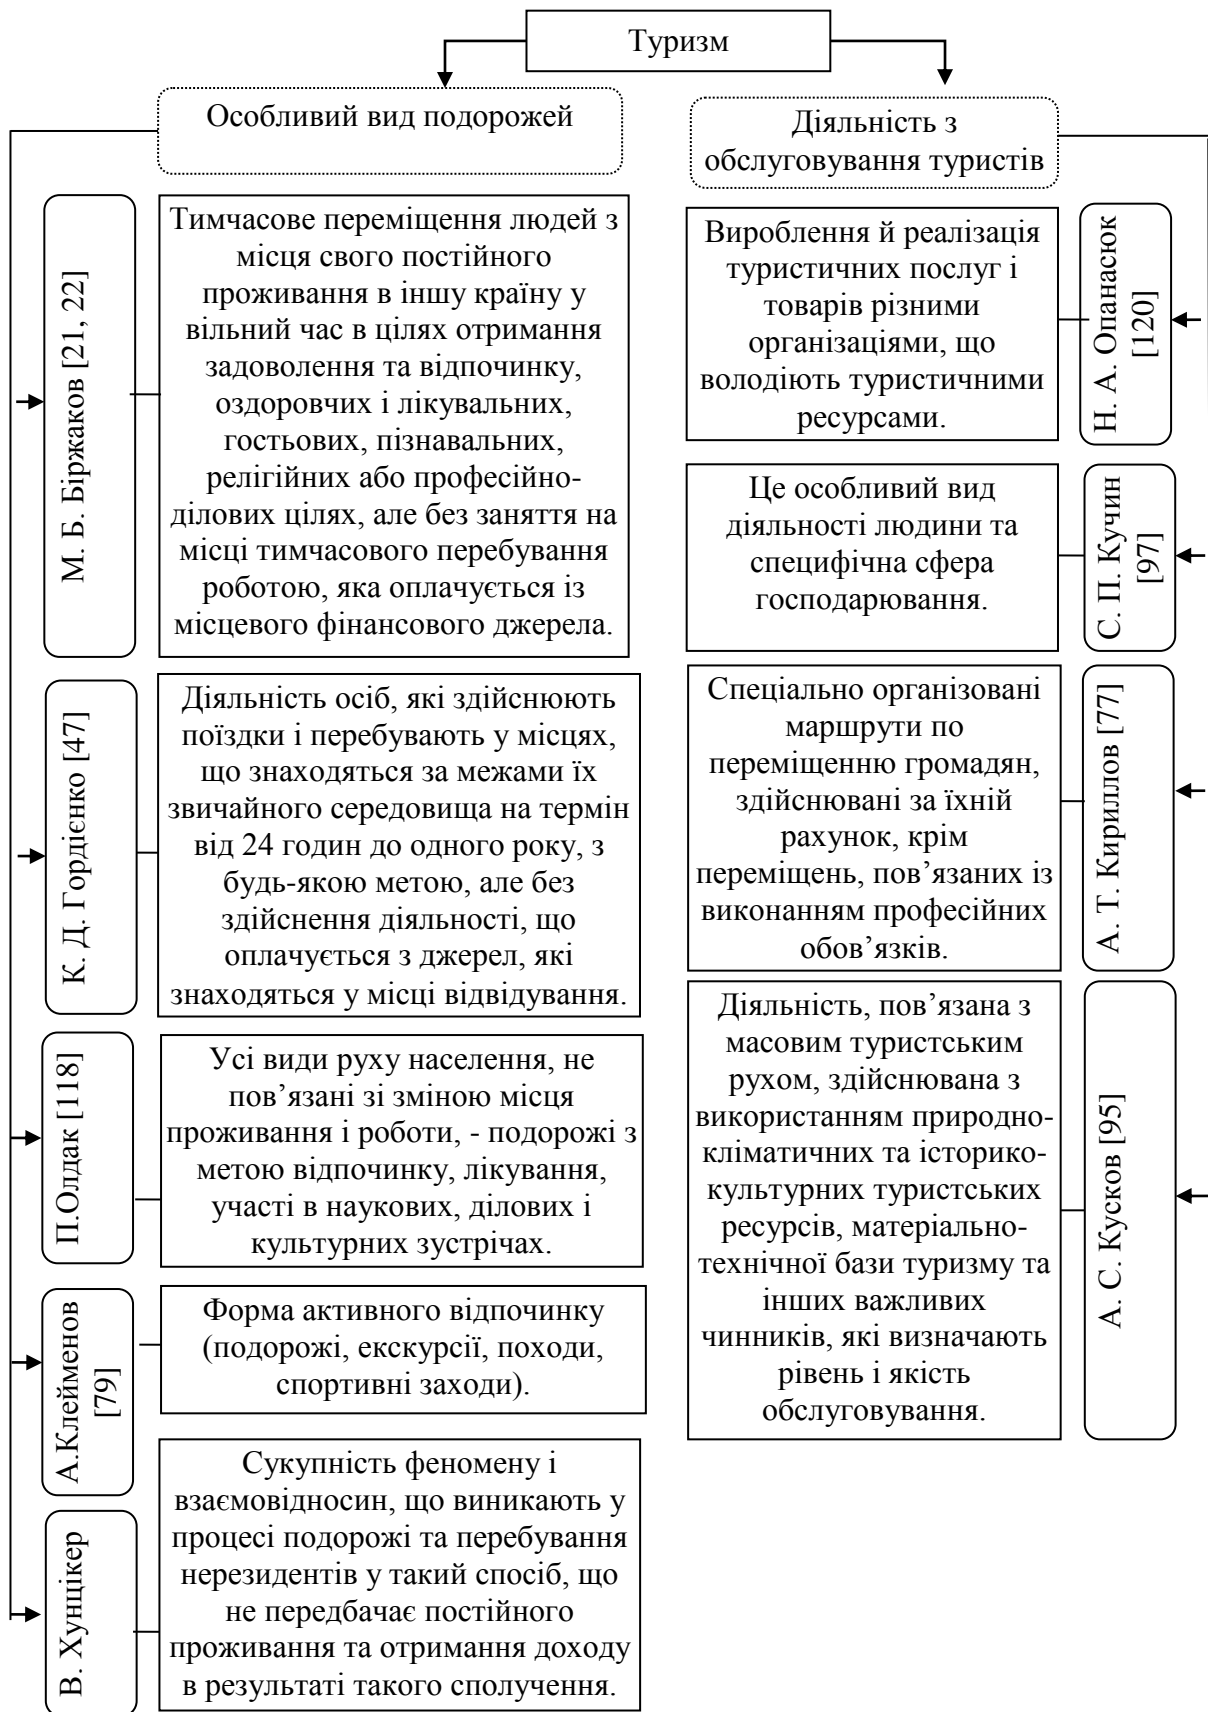 Туризм
Особливий вид подорожей
М. Б. Біржаков [21, 22]
Тимчасове переміщення людей з
місця свого постійного
проживання в іншу країну у
вільний час в цілях отримання
задоволення та відпочинку,
оздоровчих і лікувальних,
гостьових, пізнавальних,
релігійних або професійно-
ділових цілях, але без заняття на
місці тимчасового перебування
роботою, яка оплачується із
місцевого фінансового джерела.
К. Д. Гордієнко [47]
Діяльність осіб, які здійснюють
поїздки і перебувають у місцях,
що знаходяться за межами їх
звичайного середовища на термін
від 24 годин до одного року, з
будь-якою метою, але без
здійснення діяльності, що
оплачується з джерел, які
знаходяться у місці відвідування.
П.Олдак [118]
Усі види руху населення, не
пов’язані зі зміною місця
проживання і роботи, - подорожі з
метою відпочинку, лікування,
участі в наукових, ділових і
культурних зустрічах.
А.Клейменов
[79]
Форма активного відпочинку
(подорожі, екскурсії, походи,
спортивні заходи).
В. Хунцікер
Сукупність феномену і
взаємовідносин, що виникають у
процесі подорожі та перебування
нерезидентів у такий спосіб, що
не передбачає постійного
проживання та отримання доходу
в результаті такого сполучення.
Діяльність з
обслуговування туристів
Вироблення й реалізація
туристичних послуг і
товарів різними
організаціями, що
володіють туристичними
ресурсами.
Н. А. Опанасюк
[120]
Це особливий вид
діяльності людини та
специфічна сфера
господарювання.
С. П. Кучин
[97]
Спеціально організовані
маршрути по
переміщенню громадян,
здійснювані за їхній
рахунок, крім
переміщень, пов’язаних із
виконанням професійних
обов’язків.
А. Т. Кириллов [77]
Діяльність, пов’язана з
масовим туристським
рухом, здійснювана з
використанням природно-
кліматичних та історико-
культурних туристських
ресурсів, матеріально-
технічної бази туризму та
інших важливих
чинників, які визначають
рівень і якість
обслуговування.
А. С. Кусков [95]